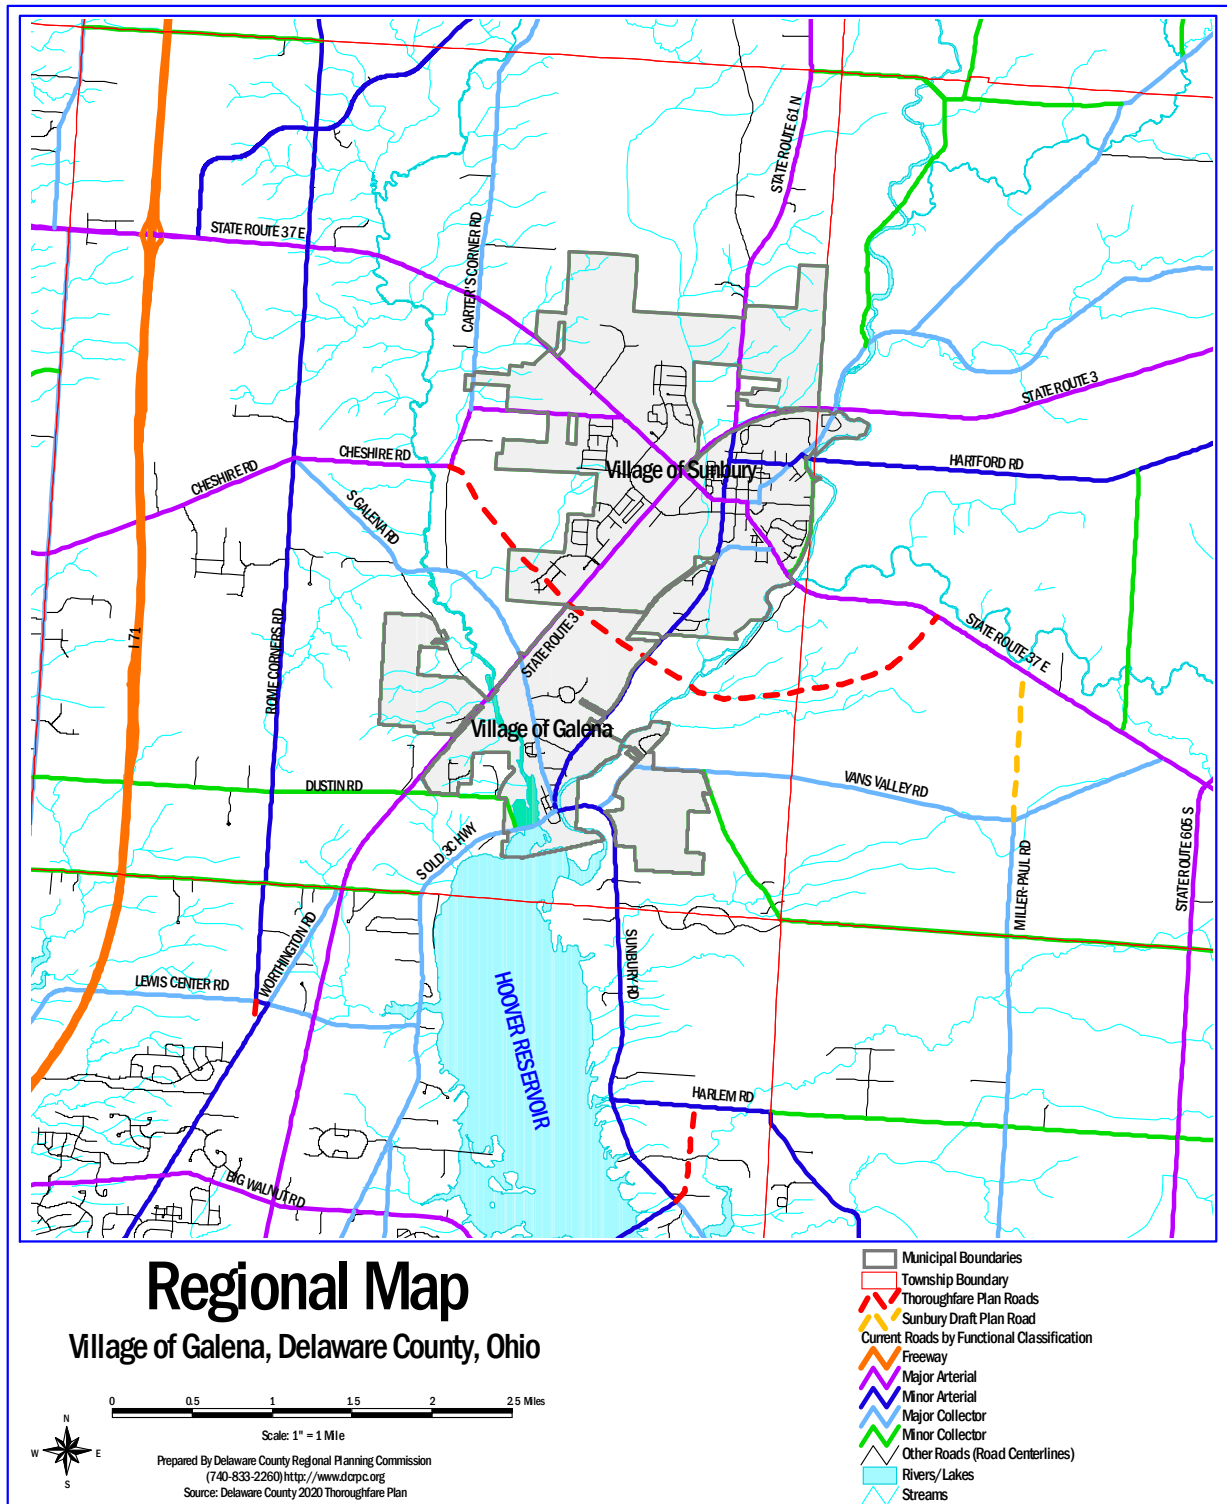 STATE ROUTE 61 N
STATE ROUTE 37 E
CARTER'S CORNER RD
STATE ROUTE 3
CHESHIRE RD
CHESHIRE RD
Village of Sunbury
HARTFORD RD
S GALENA RD
I 71
ROME CORNERS RD
STATE ROUTE 3
STATE ROUTE 37 E
Village of Galena
DUSTIN RD
VANS VALLEY RD
S OLD 3C HWY
MILLER-PAUL RD
STATE ROUTE 605 S
WORTHINGTON RD
SUNBURY RD
LEWIS CENTER RD
HOOVER RESERVOIR
HARLEM RD
BIG WALNUT RD
Regional Map
Village of Galena, Delaware County, Ohio
0 0.5 1 1.5 2 2.5 Miles
Scale: 1" = 1 Mile
N
W E
S
Prepared By Delaware County Regional Planning Commission
(740-833-2260) http://www.dcrpc.org
Source: Delaware County 2020 Thoroughfare Plan
Municipal Boundaries
Township Boundary
Thoroughfare Plan Roads
Sunbury Draft Plan Road
Current Roads by Functional Classification
Freeway
Major Arterial
Minor Arterial
Major Collector
Minor Collector
Other Roads (Road Centerlines)
Rivers/Lakes
Streams